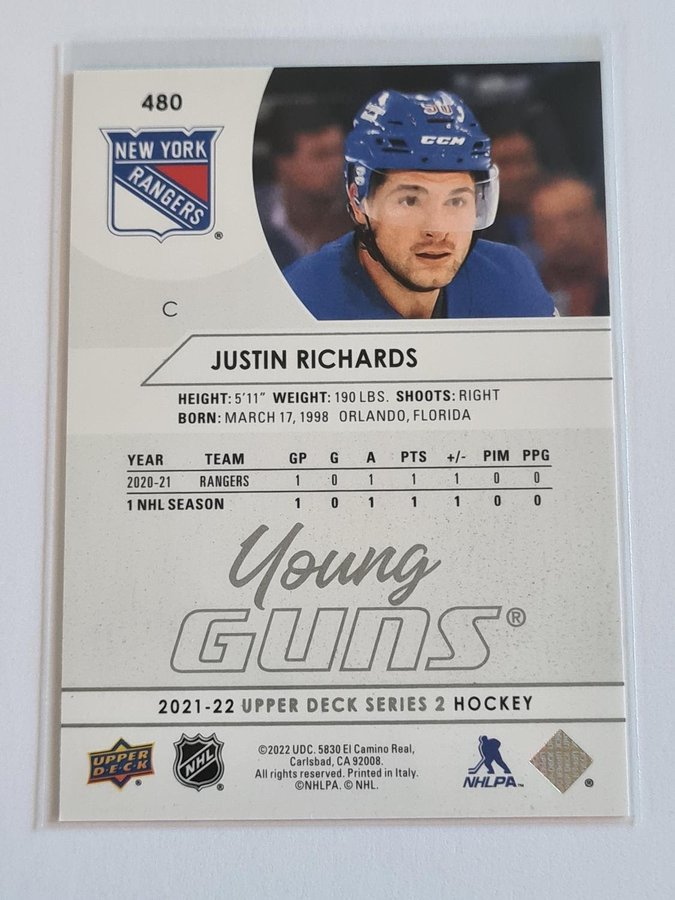 480
NEW YORK
RANGERS
®
CCM
C
JUSTIN RICHARDS
HEIGHT: 5'11" WEIGHT: 190 LBS. SHOOTS: RIGHT
BORN: MARCH 17, 1998 ORLANDO, FLORIDA
YEAR TEAM GP G A PTS +/- PIM PPG
2020-21 RANGERS 1 0 1 1 1 0 0
1 NHL SEASON 1 0 1 1 1 0 0
Young
GUNS®
2021-22 UPPER DECK SERIES 2 HOCKEY
UPPER
DECK
NHL
©2022 UDC. 5830 El Camino Real,
Carlsbad, CA 92008.
All rights reserved. Printed in Italy.
©NHLPA. © NHL.
NHLPA™
®